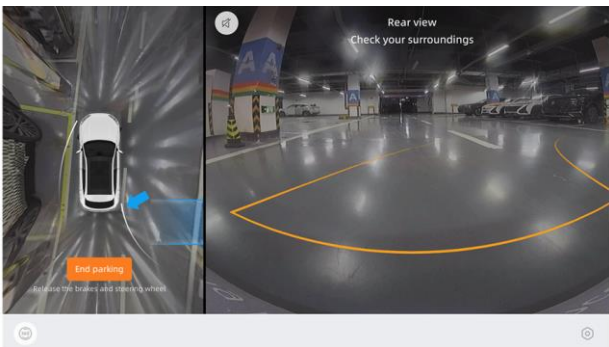 Rear view
Check your surroundings
A
A
End parking
Release the brakes and steering wheel